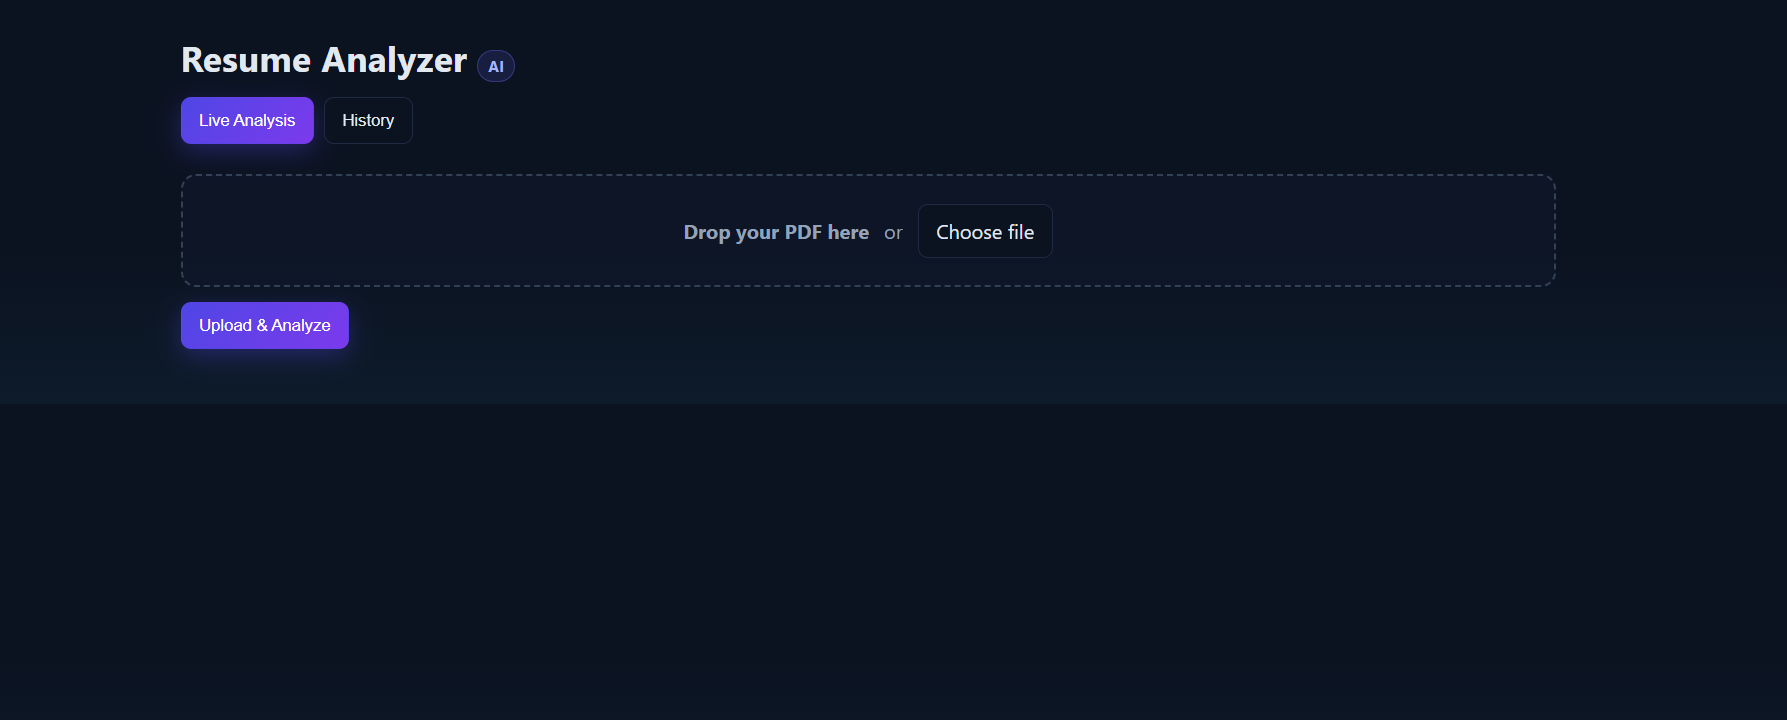 Resume Analyzer AI
Live Analysis History
Drop your PDF here or Choose file
Upload & Analyze